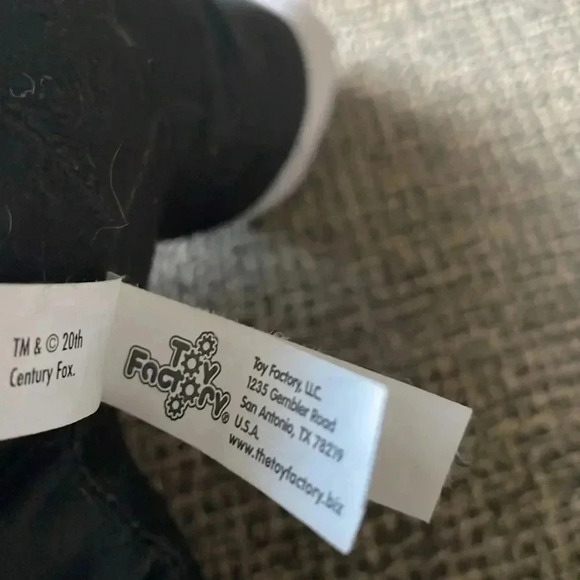 TM & © 20th
Century Fox.
Toy
Factory®
Toy Factory, LLC.
1235 Gembler Road
San Antonio, TX 78219
U.S.A.
www.thetoyfactory.biz